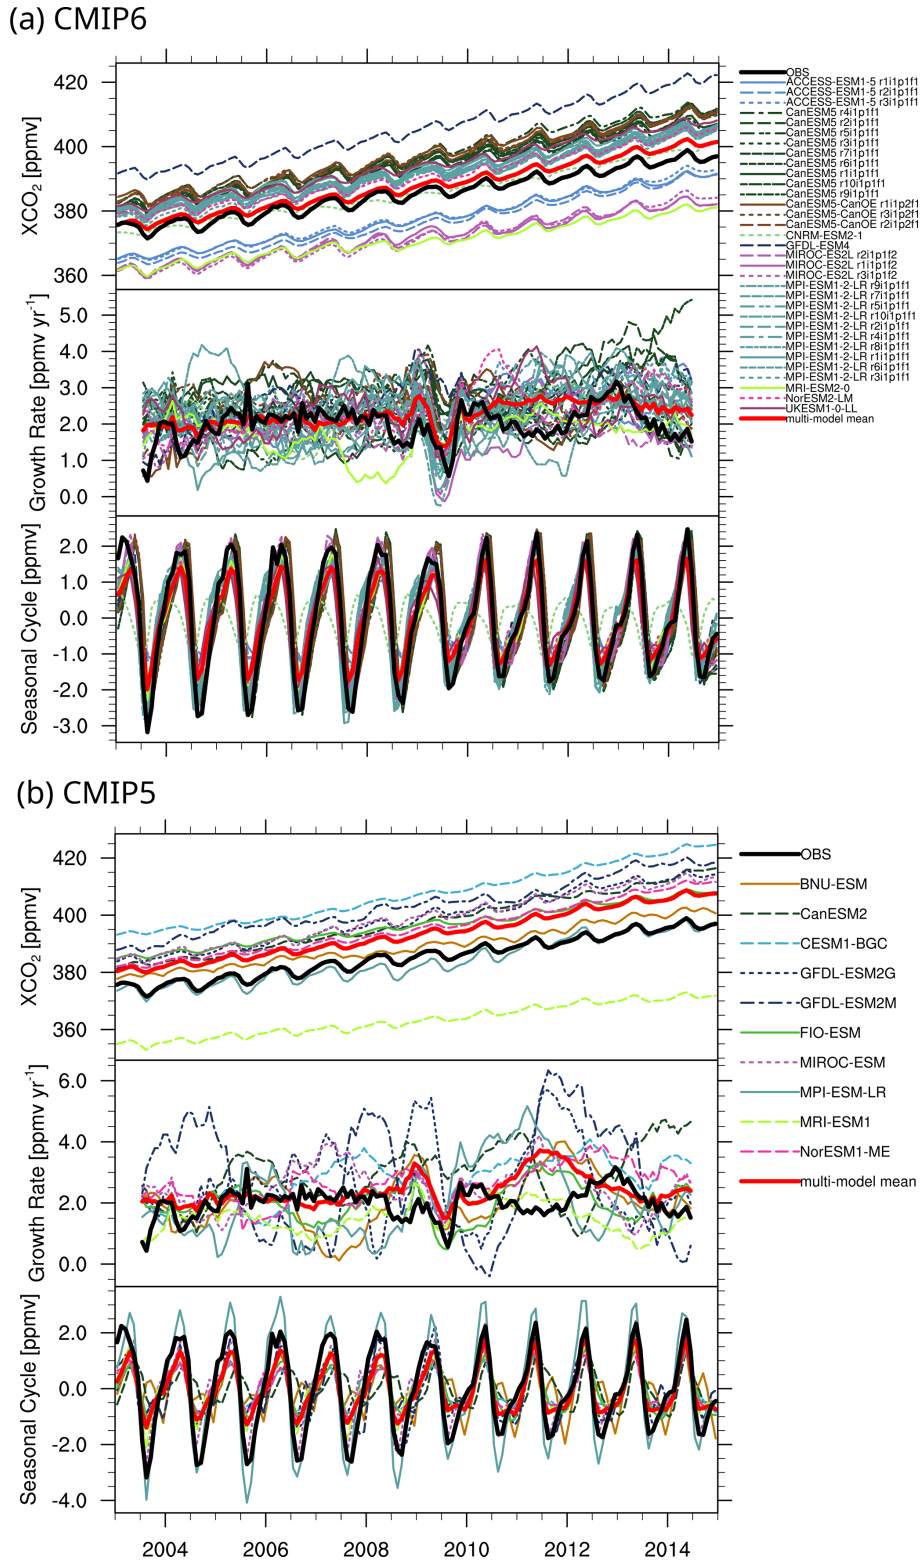 (a) CMIP6
420
400
380
360
XCO2 [ppmv]
5.0
4.0
3.0
2.0
1.0
0.0
Growth Rate [ppmv yr-1]
2.0
1.0
0.0
-1.0
-2.0
-3.0
Seasonal Cycle [ppmv]
2004
2006
2008
2010
2012
2014
OBS
ACCESS-ESM1-5 r1i1p1f1
ACCESS-ESM1-5 r2i1p1f1
ACCESS-ESM1-5 r3i1p1f1
CanESM5 r4i1p1f1
CanESM5 r2i1p1f1
CanESM5 r5i1p1f1
CanESM5 r3i1p1f1
CanESM5 r7i1p1f1
CanESM5 r6i1p1f1
CanESM5 r1i1p1f1
CanESM5 r10i1p1f1
CanESM5 r9i1p1f1
CanESM5-CanOE r1i1p2f1
CanESM5-CanOE r3i1p2f1
CanESM5-CanOE r2i1p2f1
CNRM-ESM2-1
GFDL-ESM4
MIROC-ES2L r2i1p1f2
MIROC-ES2L r1i1p1f2
MIROC-ES2L r3i1p1f2
MPI-ESM1-2-LR r9i1p1f1
MPI-ESM1-2-LR r7i1p1f1
MPI-ESM1-2-LR r5i1p1f1
MPI-ESM1-2-LR r10i1p1f1
MPI-ESM1-2-LR r2i1p1f1
MPI-ESM1-2-LR r4i1p1f1
MPI-ESM1-2-LR r8i1p1f1
MPI-ESM1-2-LR r1i1p1f1
MPI-ESM1-2-LR r6i1p1f1
MPI-ESM1-2-LR r3i1p1f1
MRI-ESM2-0
NorESM2-LM
UKESM1-0-LL
multi-model mean
(b) CMIP5
420
400
380
360
XCO2 [ppmv]
6.0
4.0
2.0
0.0
Growth Rate [ppmv yr-1]
2.0
0.0
-2.0
-4.0
Seasonal Cycle [ppmv]
OBS
BNU-ESM
CanESM2
CESM1-BGC
GFDL-ESM2G
GFDL-ESM2M
FIO-ESM
MIROC-ESM
MPI-ESM-LR
MRI-ESM1
NorESM1-ME
multi-model mean